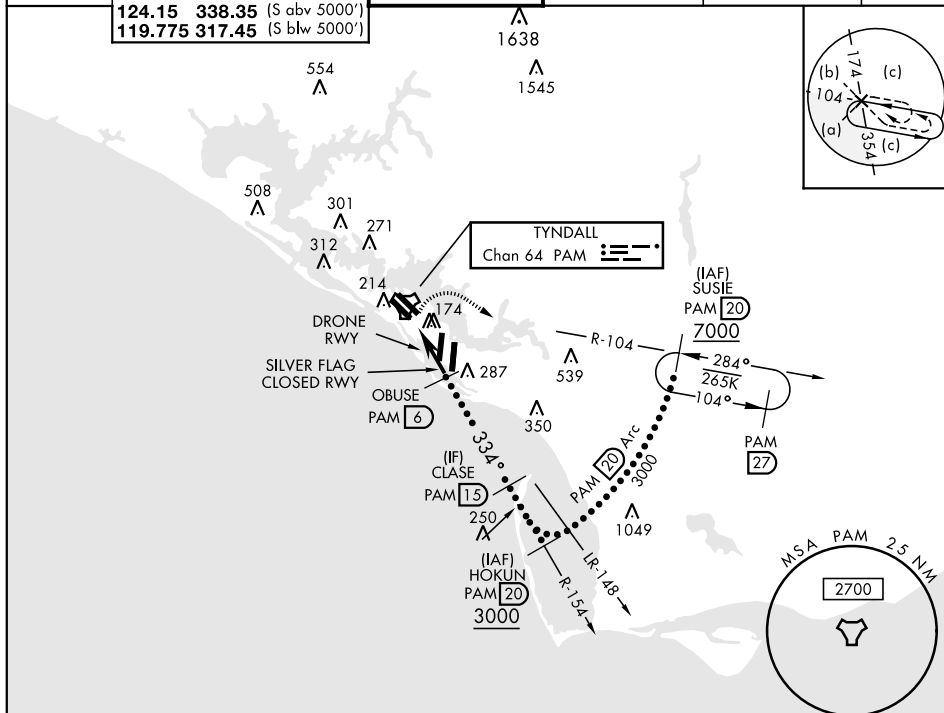 124.15 338.35 (S abv 5000')
119.775 317.45 (S blw 5000')
1638
1545
554
(b)
174
(c)
104
(a)
(c)
354
508
301
271
312
TYNDALL
Chan 64 PAM
214
174
(IAF)
SUSIE
PAM 20
7000
DRONE
RWY
R-104
284°
265K
104°
SILVER FLAG
CLOSED RWY
287
539
OBUSE
PAM 6
350
PAM
27
334°
PAM 20 Arc
3000
(IF)
CLASE
PAM 15
250
1049
(IAF)
HOKUN
PAM 20
3000
LR-148
R-154
MSA PAM 25 NM
2700